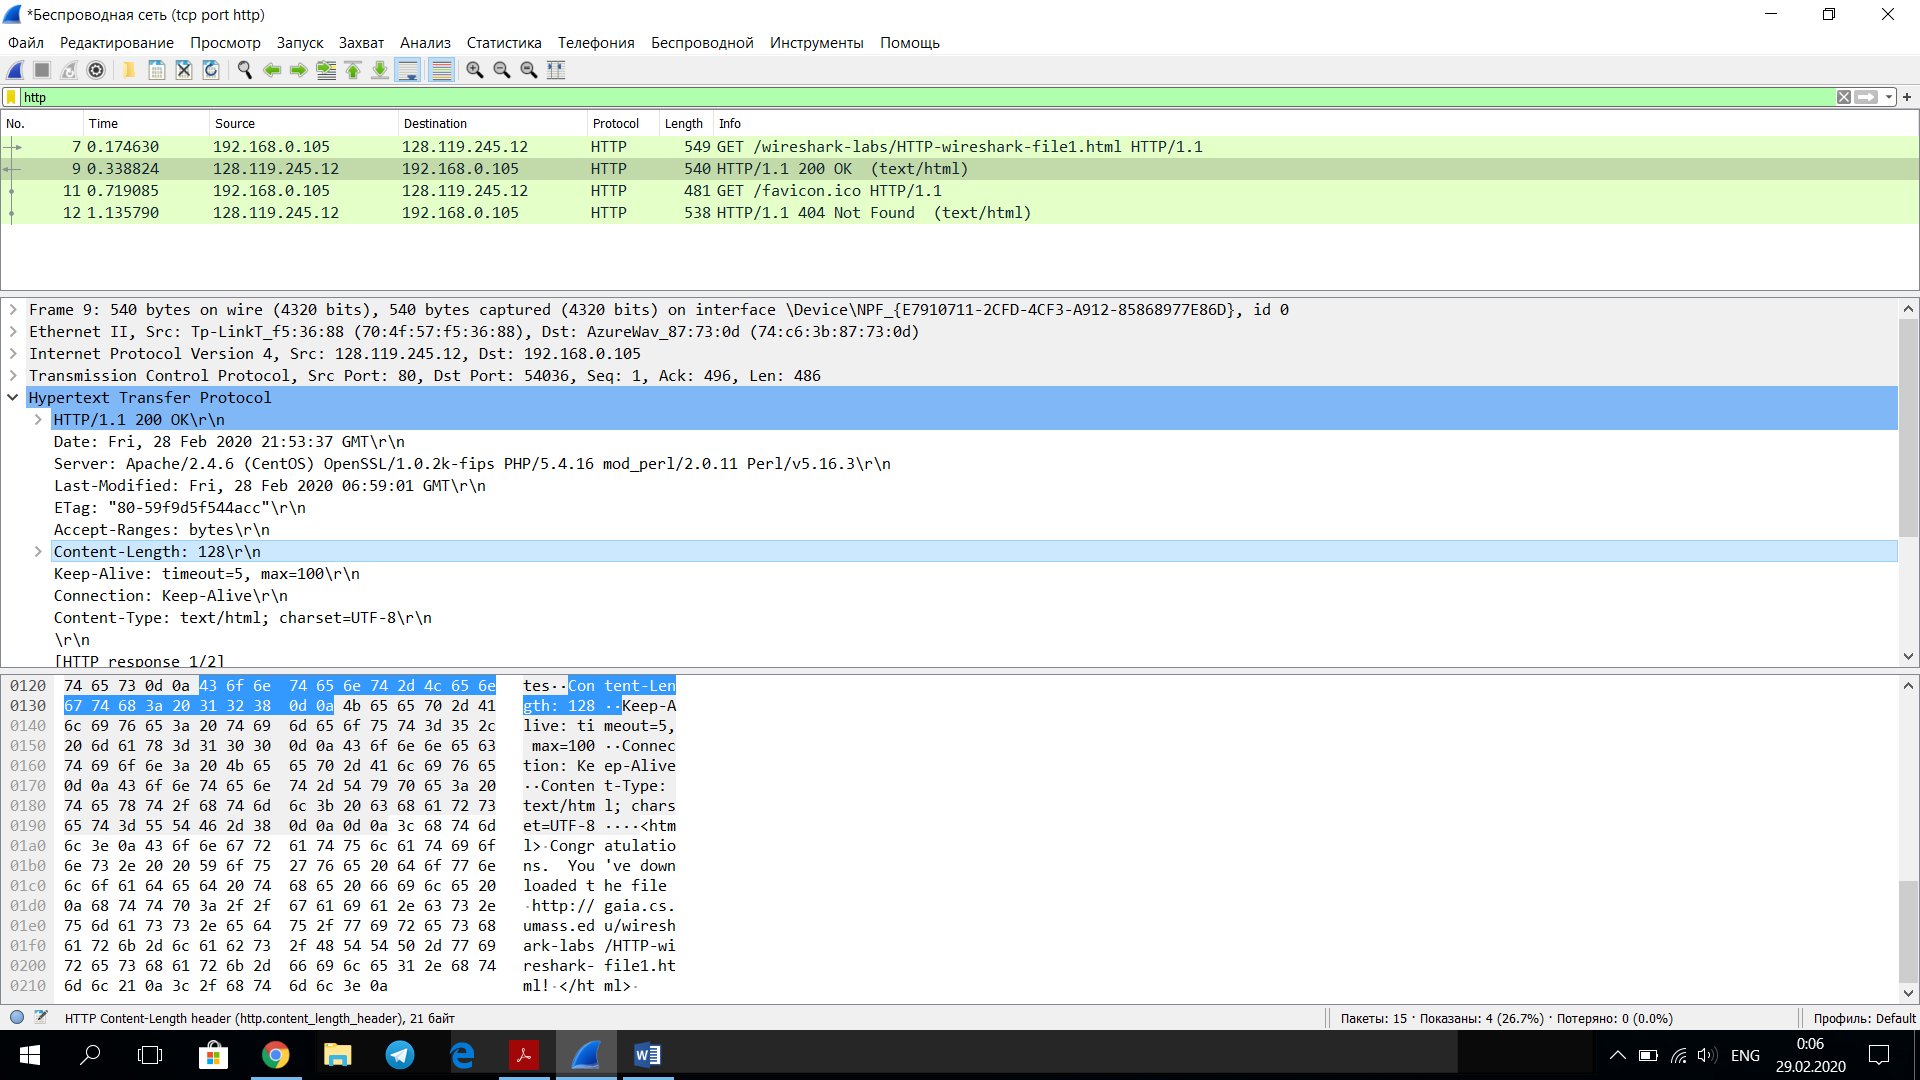 *Беспроводная сеть (tcp port http)
Файл Редактирование Просмотр Запуск Захват Анализ Статистика Телефония Беспроводной Инструменты Помощь
http
No. Time Source Destination Protocol Length Info
7 0.174630 192.168.0.105 128.119.245.12 HTTP 549 GET /wireshark-labs/HTTP-wireshark-file1.html HTTP/1.1
9 0.338824 128.119.245.12 192.168.0.105 HTTP 540 HTTP/1.1 200 OK  (text/html)
11 0.719085 192.168.0.105 128.119.245.12 HTTP 481 GET /favicon.ico HTTP/1.1
12 1.135790 128.119.245.12 192.168.0.105 HTTP 538 HTTP/1.1 404 Not Found  (text/html)
Frame 9: 540 bytes on wire (4320 bits), 540 bytes captured (4320 bits) on interface \Device\NPF_{E7910711-2CFD-4CF3-A912-85868977E86D}, id 0
Ethernet II, Src: Tp-LinkT_f5:36:88 (70:4f:57:f5:36:88), Dst: AzureWav_87:73:0d (74:c6:3b:87:73:0d)
Internet Protocol Version 4, Src: 128.119.245.12, Dst: 192.168.0.105
Transmission Control Protocol, Src Port: 80, Dst Port: 54036, Seq: 1, Ack: 496, Len: 486
Hypertext Transfer Protocol
HTTP/1.1 200 OK\r\n
Date: Fri, 28 Feb 2020 21:53:37 GMT\r\n
Server: Apache/2.4.6 (CentOS) OpenSSL/1.0.2k-fips PHP/5.4.16 mod_perl/2.0.11 Perl/v5.16.3\r\n
Last-Modified: Fri, 28 Feb 2020 06:59:01 GMT\r\n
ETag: "80-59f9d5f544acc"\r\n
Accept-Ranges: bytes\r\n
Content-Length: 128\r\n
Keep-Alive: timeout=5, max=100\r\n
Connection: Keep-Alive\r\n
Content-Type: text/html; charset=UTF-8\r\n
\r\n
[HTTP response 1/2]
0120 74 65 73 0d 0a 43 6f 6e 74 65 6e 74 2d 4c 65 6e tes··Con tent-Len
0130 67 74 68 3a 20 31 32 38 0d 0a 4b 65 65 70 2d 41 gth: 128 ··Keep-A
0140 6c 69 76 65 3a 20 74 69 6d 65 6f 75 74 3d 35 2c live: ti meout=5,
0150 20 6d 61 78 3d 31 30 30 0d 0a 43 6f 6e 6e 65 63 max=100 ··Connec
0160 74 69 6f 6e 3a 20 4b 65 65 70 2d 41 6c 69 76 65 tion: Ke ep-Alive
0170 0d 0a 43 6f 6e 74 65 6e 74 2d 54 79 70 65 3a 20 ··Conten t-Type:
0180 74 65 78 74 2f 68 74 6d 6c 3b 20 63 68 61 72 73 text/htm l; chars
0190 65 74 3d 55 54 46 2d 38 0d 0a 0d 0a 3c 68 74 6d et=UTF-8 ····<htm
01a0 6c 3e 0a 43 6f 6e 67 72 61 74 75 6c 61 74 69 6f l>·Congr atulatio
01b0 6e 73 2e 20 20 59 6f 75 27 76 65 20 64 6f 77 6e ns.  You 've down
01c0 6c 6f 61 64 65 64 20 74 68 65 20 66 69 6c 65 20 loaded t he file
01d0 0a 68 74 74 70 3a 2f 2f 67 61 69 61 2e 63 73 2e ·http:// gaia.cs.
01e0 75 6d 61 73 73 2e 65 64 75 2f 77 69 72 65 73 68 umass.ed u/wiresh
01f0 61 72 6b 2d 6c 61 62 73 2f 48 54 54 50 2d 77 69 ark-labs /HTTP-wi
0200 72 65 73 68 61 72 6b 2d 66 69 6c 65 31 2e 68 74 reshark- file1.ht
0210 6d 6c 21 0a 3c 2f 68 74 6d 6c 3e 0a ml!·</ht ml>·
HTTP Content-Length header (http.content_length_header), 21 байт Пакеты: 15 · Показаны: 4 (26.7%) · Потеряно: 0 (0.0%) Профиль: Default
ENG 0:06
29.02.2020